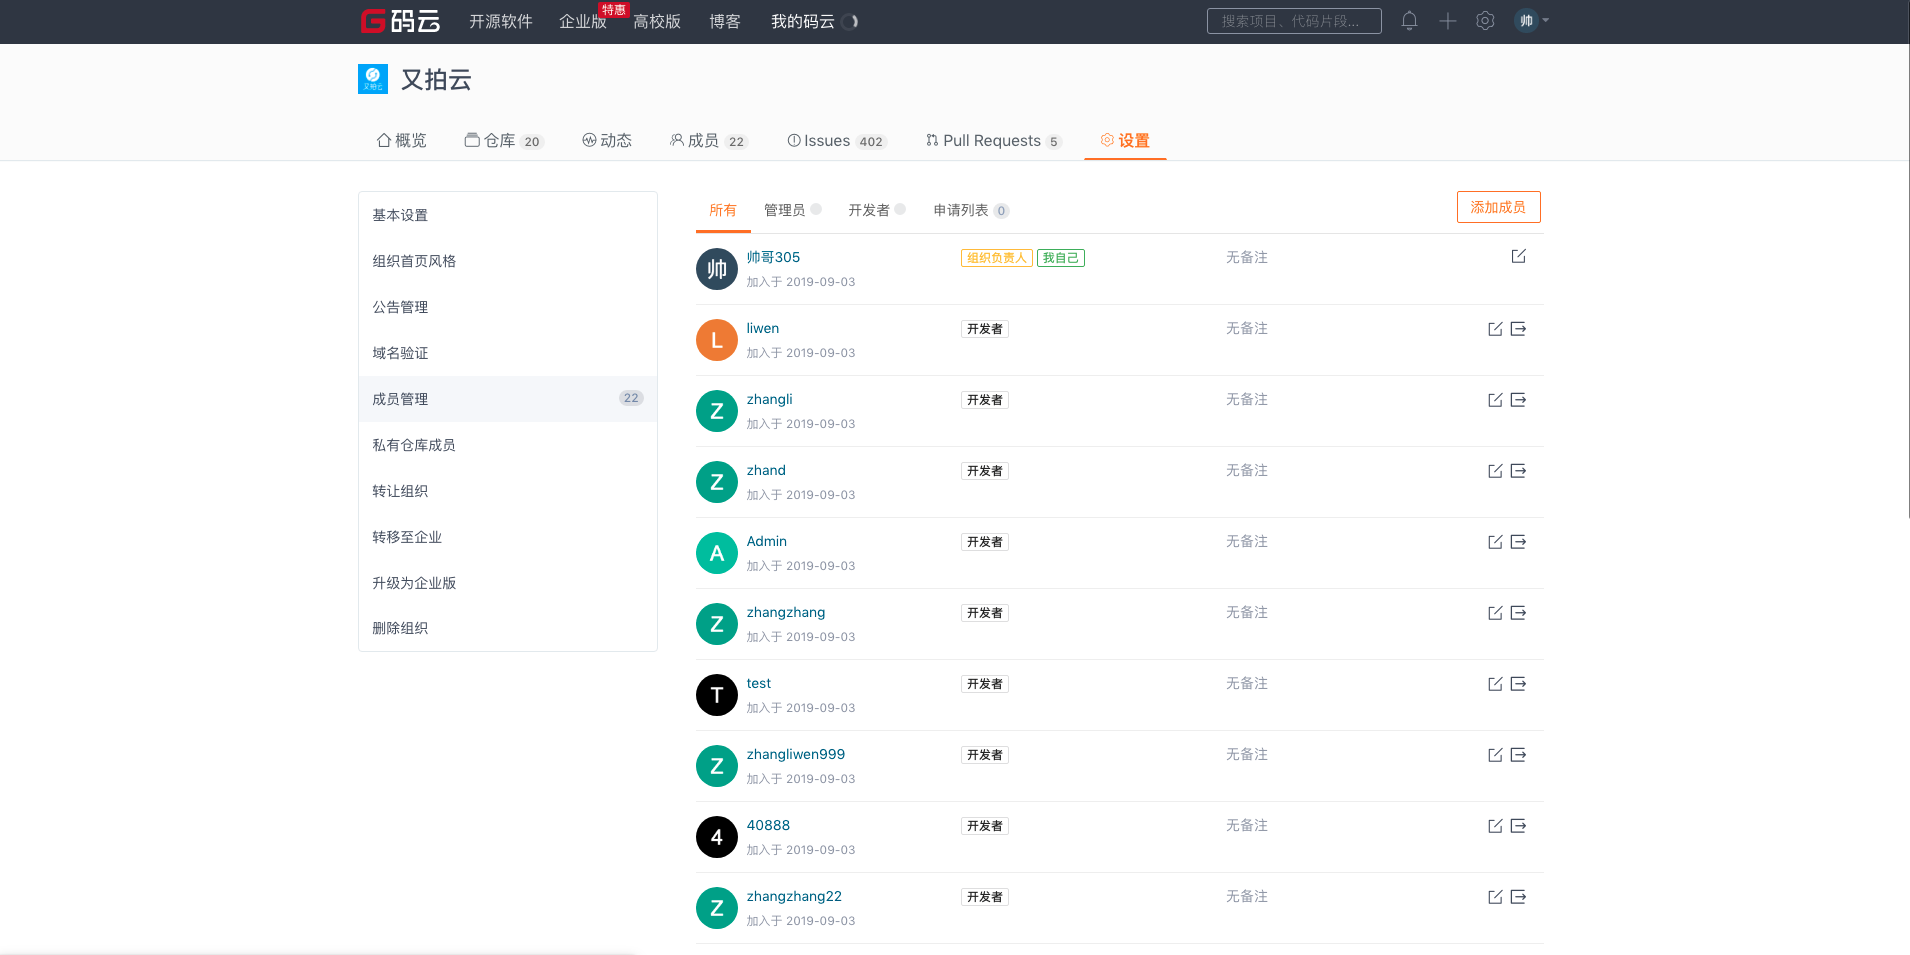 码云 开源软件 企业版 特惠 高校版 博客 我的码云 搜索项目、代码片段... 帅
又拍云 又拍云
概览 仓库 20 动态 成员 22 Issues 402 Pull Requests 5 设置
基本设置
组织首页风格
公告管理
域名验证
成员管理 22
私有仓库成员
转让组织
转移至企业
升级为企业版
删除组织
所有 管理员 开发者 申请列表 0 添加成员
帅 帅哥305 组织负责人 我自己 无备注
加入于 2019-09-03
L liwen 开发者 无备注
加入于 2019-09-03
Z zhangli 开发者 无备注
加入于 2019-09-03
Z zhand 开发者 无备注
加入于 2019-09-03
A Admin 开发者 无备注
加入于 2019-09-03
Z zhangzhang 开发者 无备注
加入于 2019-09-03
T test 开发者 无备注
加入于 2019-09-03
Z zhangliwen999 开发者 无备注
加入于 2019-09-03
4 40888 开发者 无备注
加入于 2019-09-03
Z zhangzhang22 开发者 无备注
加入于 2019-09-03